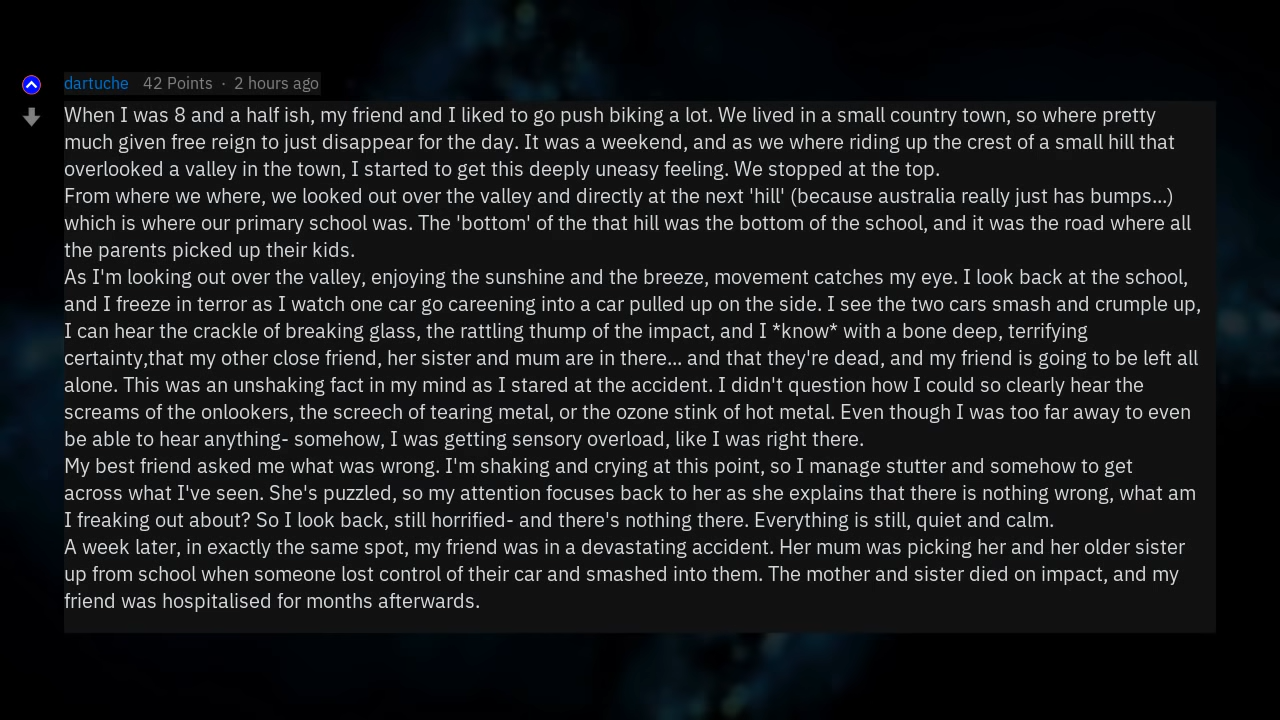 dartuche 42 Points · 2 hours ago
When I was 8 and a half ish, my friend and I liked to go push biking a lot. We lived in a small country town, so where pretty
much given free reign to just disappear for the day. It was a weekend, and as we where riding up the crest of a small hill that
overlooked a valley in the town, I started to get this deeply uneasy feeling. We stopped at the top.
From where we where, we looked out over the valley and directly at the next 'hill' (because australia really just has bumps...)
which is where our primary school was. The 'bottom' of the that hill was the bottom of the school, and it was the road where all
the parents picked up their kids.
As I'm looking out over the valley, enjoying the sunshine and the breeze, movement catches my eye. I look back at the school,
and I freeze in terror as I watch one car go careening into a car pulled up on the side. I see the two cars smash and crumple up,
I can hear the crackle of breaking glass, the rattling thump of the impact, and I *know* with a bone deep, terrifying
certainty,that my other close friend, her sister and mum are in there... and that they're dead, and my friend is going to be left all
alone. This was an unshaking fact in my mind as I stared at the accident. I didn't question how I could so clearly hear the
screams of the onlookers, the screech of tearing metal, or the ozone stink of hot metal. Even though I was too far away to even
be able to hear anything- somehow, I was getting sensory overload, like I was right there.
My best friend asked me what was wrong. I'm shaking and crying at this point, so I manage stutter and somehow to get
across what I've seen. She's puzzled, so my attention focuses back to her as she explains that there is nothing wrong, what am
I freaking out about? So I look back, still horrified- and there's nothing there. Everything is still, quiet and calm.
A week later, in exactly the same spot, my friend was in a devastating accident. Her mum was picking her and her older sister
up from school when someone lost control of their car and smashed into them. The mother and sister died on impact, and my
friend was hospitalised for months afterwards.